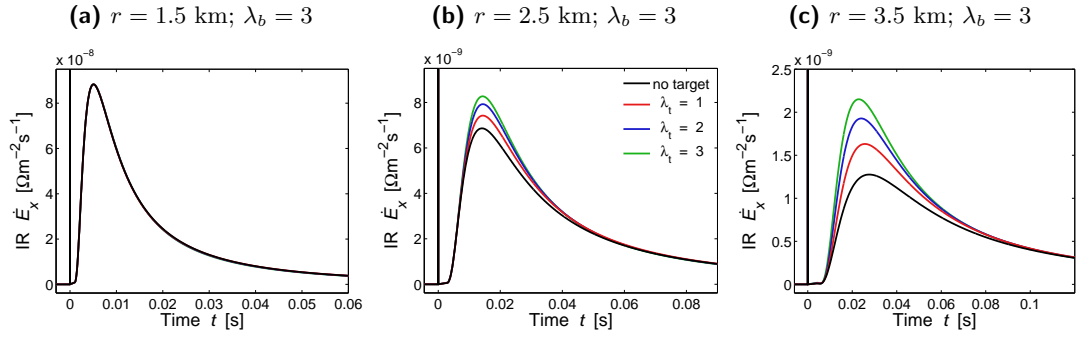 (a) r = 1.5 km; λb = 3
x 10⁻⁸
8
6
4
2
0
0 0.01 0.02 0.03 0.04 0.05 0.06
Time t [s]
IR Ėx [Ωm⁻²s⁻¹]
(b) r = 2.5 km; λb = 3
x 10⁻⁹
8
6
4
2
0
0 0.02 0.04 0.06 0.08
Time t [s]
IR Ėx [Ωm⁻²s⁻¹]
no target
λt = 1
λt = 2
λt = 3
(c) r = 3.5 km; λb = 3
x 10⁻⁹
2.5
2
1.5
1
0.5
0
0 0.02 0.04 0.06 0.08 0.1
Time t [s]
IR Ėx [Ωm⁻²s⁻¹]